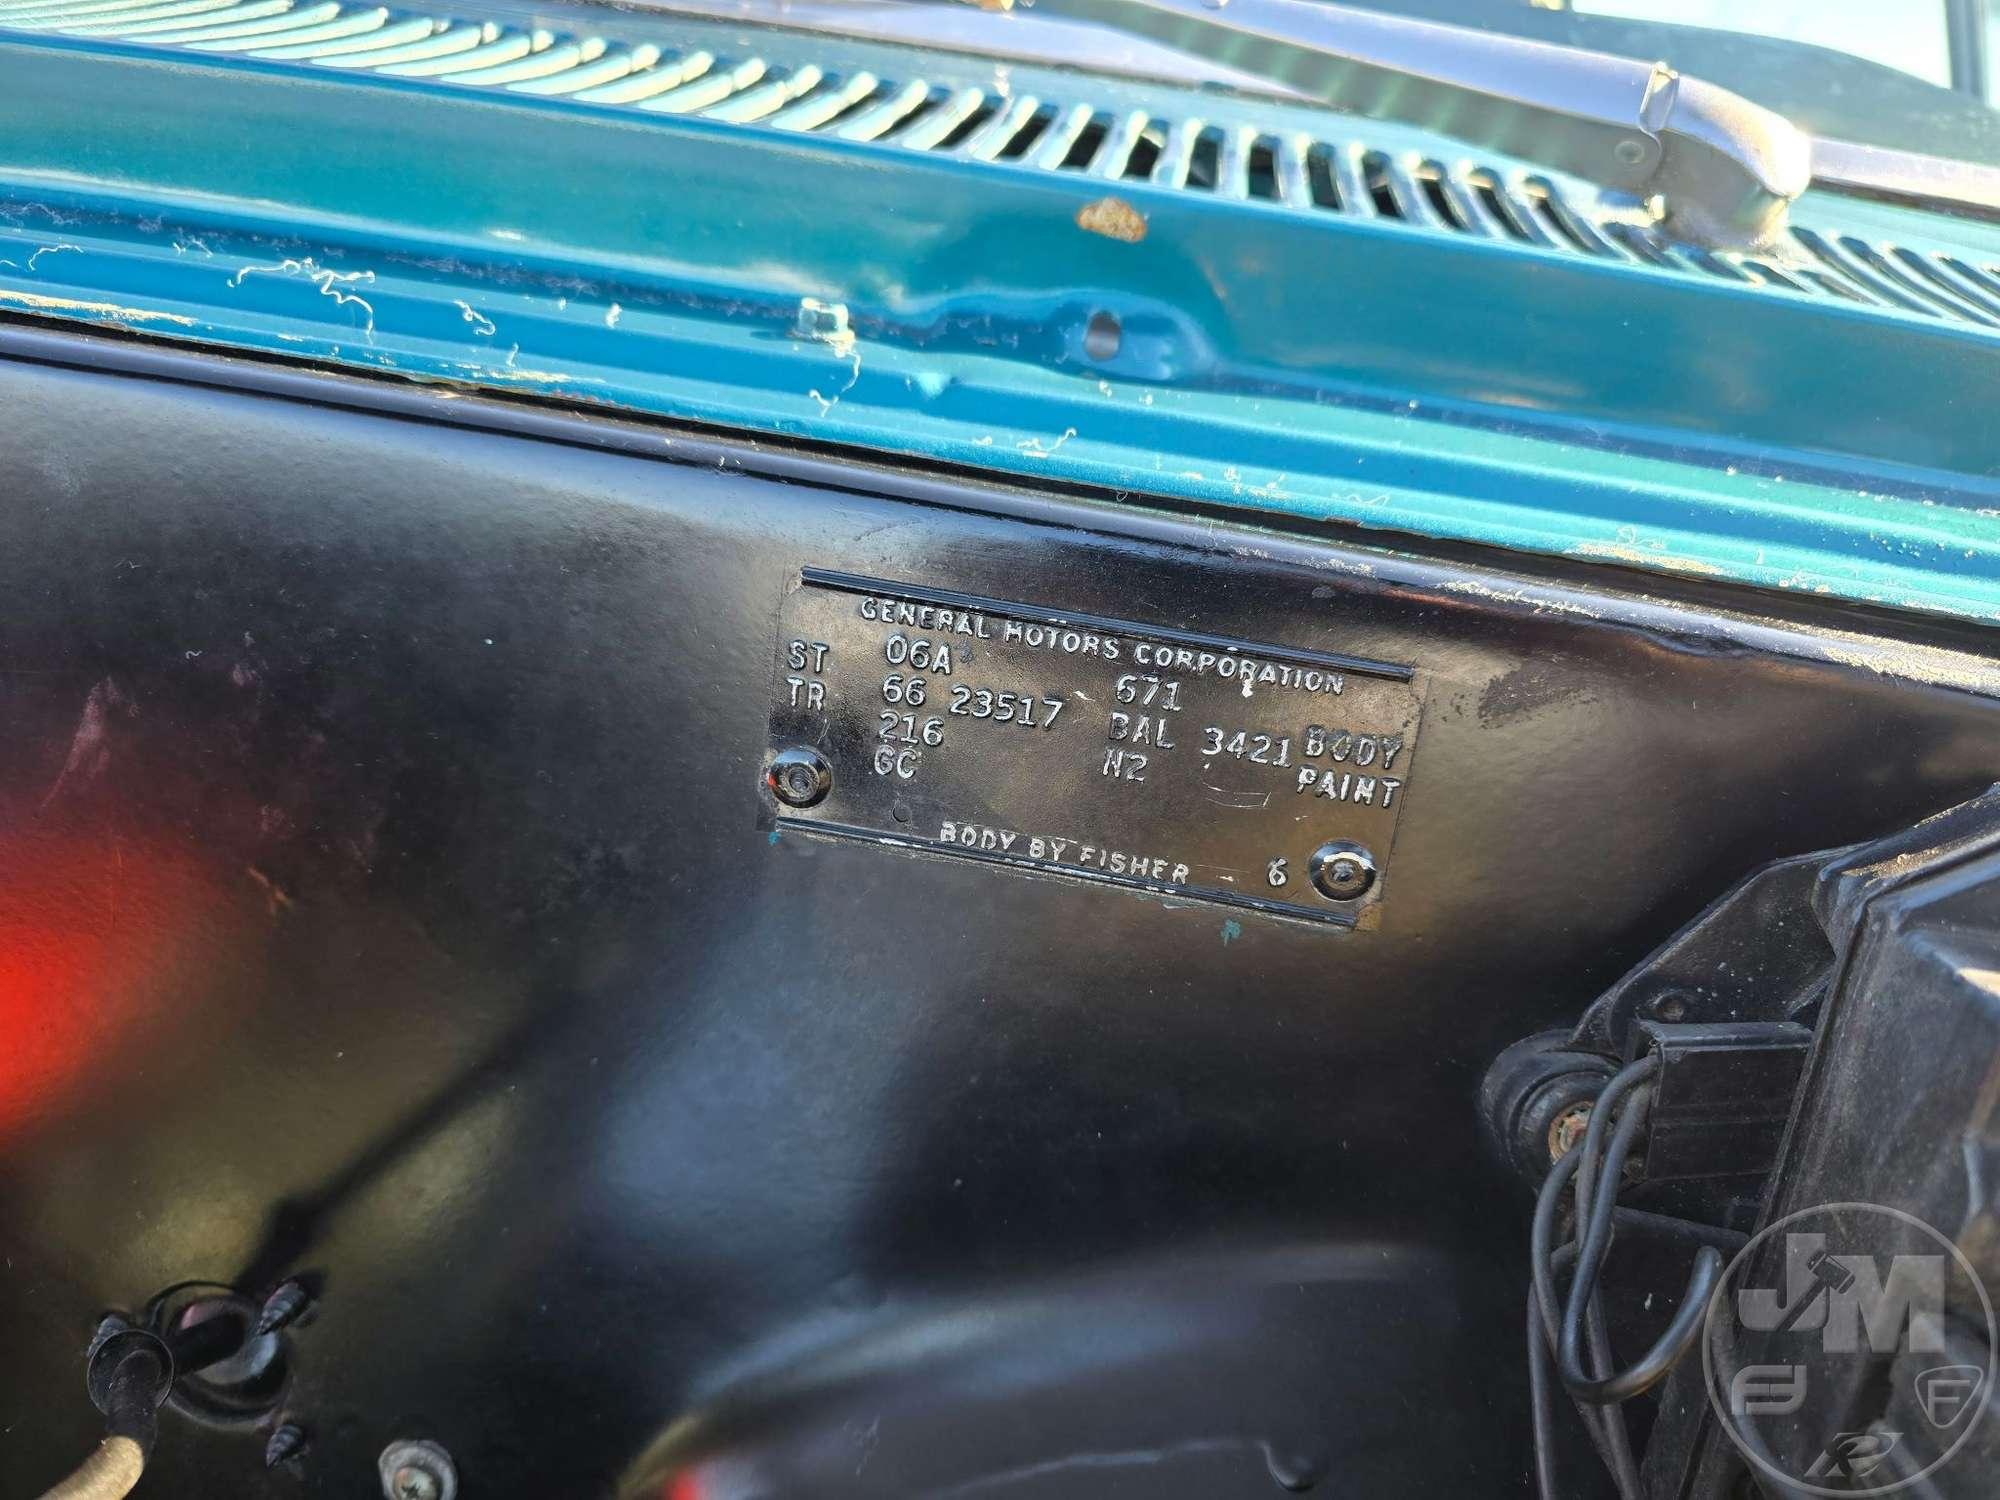 GENERAL MOTORS CORPORATION
06A 671
ST 66 23517 BAL 3421 BODY
TR 216 N2 PAINT
GC
BODY BY FISHER 6
JM
F